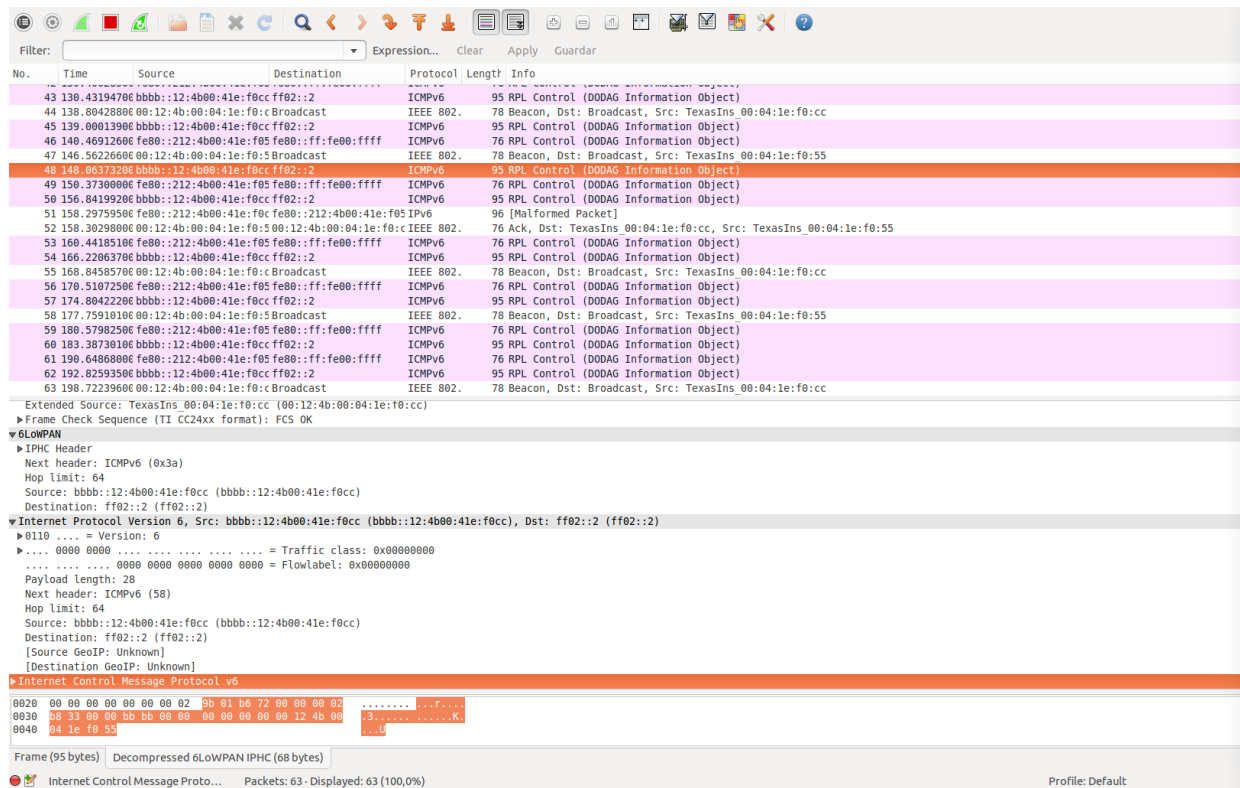 Filter: Expression... Clear Apply Guardar
No. Time Source Destination Protocol Length Info
43 130.43194700 bbbb::12:4b00:41e:f0cc ff02::2 ICMPv6 95 RPL Control (DODAG Information Object)
44 138.80428800 00:12:4b:00:04:1e:f0:c Broadcast IEEE 802. 78 Beacon, Dst: Broadcast, Src: TexasIns_00:04:1e:f0:cc
45 139.00013900 bbbb::12:4b00:41e:f0cc ff02::2 ICMPv6 95 RPL Control (DODAG Information Object)
46 140.46912600 fe80::212:4b00:41e:f05 fe80::ff:fe00:ffff ICMPv6 76 RPL Control (DODAG Information Object)
47 146.56226600 00:12:4b:00:04:1e:f0:5 Broadcast IEEE 802. 78 Beacon, Dst: Broadcast, Src: TexasIns_00:04:1e:f0:55
48 148.06373200 bbbb::12:4b00:41e:f0cc ff02::2 ICMPv6 95 RPL Control (DODAG Information Object)
49 150.37300000 fe80::212:4b00:41e:f05 fe80::ff:fe00:ffff ICMPv6 76 RPL Control (DODAG Information Object)
50 156.84199200 bbbb::12:4b00:41e:f0cc ff02::2 ICMPv6 95 RPL Control (DODAG Information Object)
51 158.29759500 fe80::212:4b00:41e:f0c fe80::212:4b00:41e:f05 IPv6 96 [Malformed Packet]
52 158.30298000 00:12:4b:00:04:1e:f0:5 00:12:4b:00:04:1e:f0:c IEEE 802. 76 Ack, Dst: TexasIns_00:04:1e:f0:cc, Src: TexasIns_00:04:1e:f0:55
53 160.44185100 fe80::212:4b00:41e:f05 fe80::ff:fe00:ffff ICMPv6 76 RPL Control (DODAG Information Object)
54 166.22063700 bbbb::12:4b00:41e:f0cc ff02::2 ICMPv6 95 RPL Control (DODAG Information Object)
55 168.84585700 00:12:4b:00:04:1e:f0:c Broadcast IEEE 802. 78 Beacon, Dst: Broadcast, Src: TexasIns_00:04:1e:f0:cc
56 170.51072500 fe80::212:4b00:41e:f05 fe80::ff:fe00:ffff ICMPv6 76 RPL Control (DODAG Information Object)
57 174.80422200 bbbb::12:4b00:41e:f0cc ff02::2 ICMPv6 95 RPL Control (DODAG Information Object)
58 177.75910100 00:12:4b:00:04:1e:f0:5 Broadcast IEEE 802. 78 Beacon, Dst: Broadcast, Src: TexasIns_00:04:1e:f0:55
59 180.57982500 fe80::212:4b00:41e:f05 fe80::ff:fe00:ffff ICMPv6 76 RPL Control (DODAG Information Object)
60 183.38730100 bbbb::12:4b00:41e:f0cc ff02::2 ICMPv6 95 RPL Control (DODAG Information Object)
61 190.64868000 fe80::212:4b00:41e:f05 fe80::ff:fe00:ffff ICMPv6 76 RPL Control (DODAG Information Object)
62 192.82593500 bbbb::12:4b00:41e:f0cc ff02::2 ICMPv6 95 RPL Control (DODAG Information Object)
63 198.72239600 00:12:4b:00:04:1e:f0:c Broadcast IEEE 802. 78 Beacon, Dst: Broadcast, Src: TexasIns_00:04:1e:f0:cc
Extended Source: TexasIns_00:04:1e:f0:cc (00:12:4b:00:04:1e:f0:cc)
Frame Check Sequence (TI CC24xx format): FCS OK
6LoWPAN
IPHC Header
Next header: ICMPv6 (0x3a)
Hop limit: 64
Source: bbbb::12:4b00:41e:f0cc (bbbb::12:4b00:41e:f0cc)
Destination: ff02::2 (ff02::2)
Internet Protocol Version 6, Src: bbbb::12:4b00:41e:f0cc (bbbb::12:4b00:41e:f0cc), Dst: ff02::2 (ff02::2)
0110 .... = Version: 6
.... 0000 0000 .... .... .... .... .... = Traffic class: 0x00000000
.... .... .... 0000 0000 0000 0000 0000 = Flowlabel: 0x00000000
Payload length: 28
Next header: ICMPv6 (58)
Hop limit: 64
Source: bbbb::12:4b00:41e:f0cc (bbbb::12:4b00:41e:f0cc)
Destination: ff02::2 (ff02::2)
[Source GeoIP: Unknown]
[Destination GeoIP: Unknown]
Internet Control Message Protocol v6
0020 00 00 00 00 00 00 00 02 9b 01 b6 72 00 00 00 02 ........ ...r....
0030 b8 33 00 00 bb bb 00 00 00 00 00 00 00 12 4b 00 .3...... ......K.
0040 04 1e f0 55 ...U
Frame (95 bytes) Decompressed 6LoWPAN IPHC (68 bytes)
Internet Control Message Proto... Packets: 63 · Displayed: 63 (100,0%) Profile: Default